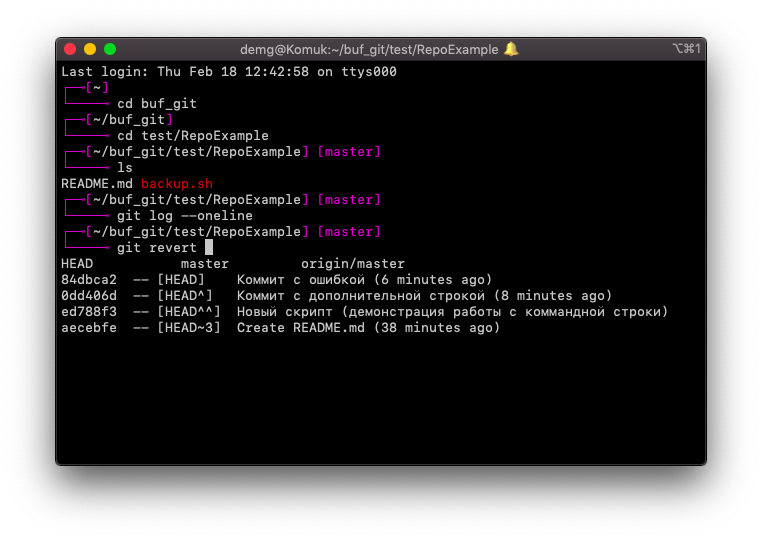 demg@Komuk:~/buf_git/test/RepoExample 🔔 ⌥⌘1
Last login: Thu Feb 18 12:42:58 on ttys000
[~]
cd buf_git
[~/buf_git]
cd test/RepoExample
[~/buf_git/test/RepoExample] [master]
ls
README.md backup.sh
[~/buf_git/test/RepoExample] [master]
git log --oneline
[~/buf_git/test/RepoExample] [master]
git revert
HEAD master origin/master
84dbca2 -- [HEAD] Коммит с ошибкой (6 minutes ago)
0dd406d -- [HEAD^] Коммит с дополнительной строкой (8 minutes ago)
ed788f3 -- [HEAD^^] Новый скрипт (демонстрация работы с коммандной строки)
aecebfe -- [HEAD~3] Create README.md (38 minutes ago)